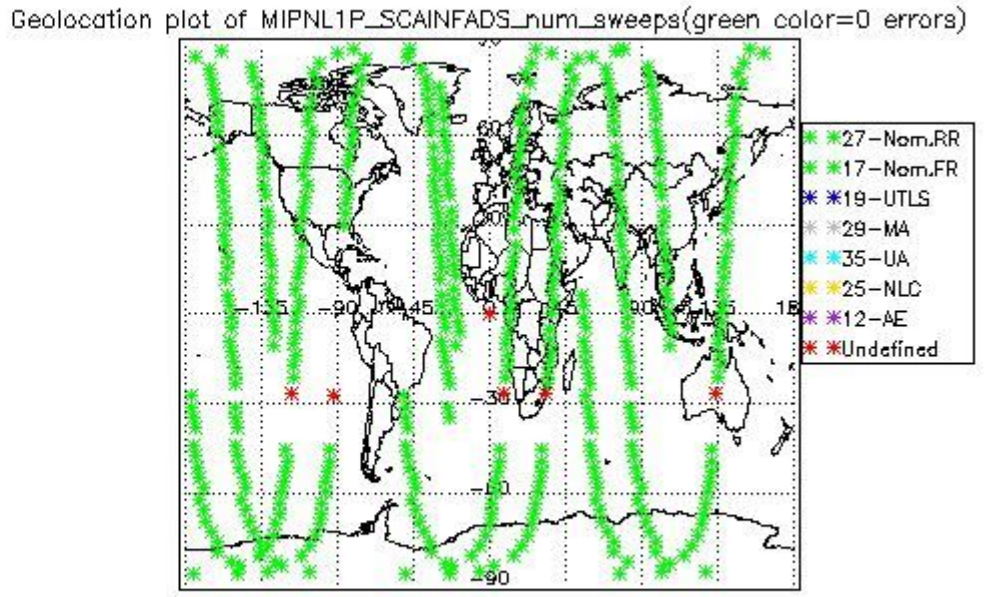 Geolocation plot of MIPNL1P_SCAINFADS_num_sweeps(green color=0 errors)
27-Nom.RR
17-Nom.FR
19-UTLS
29-MA
35-UA
25-NLC
12-AE
Undefined
60
-135
-90
-45
-30
-60
-90